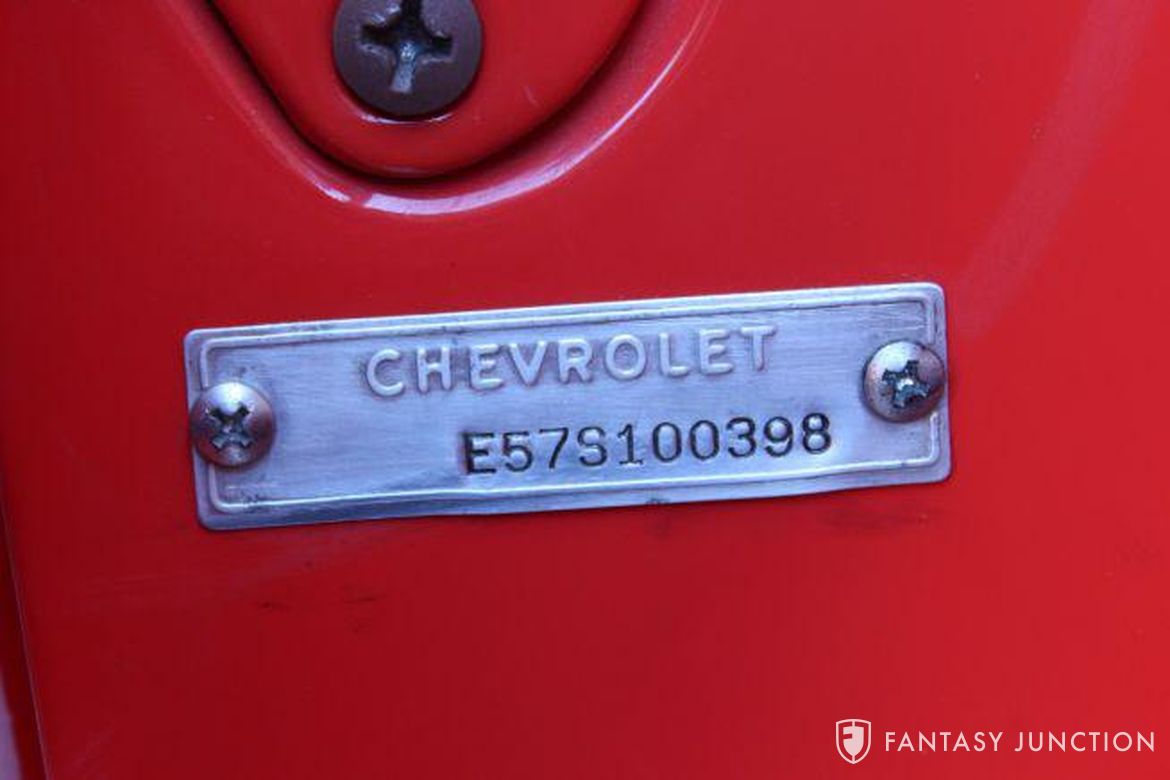 CHEVROLET
E57S100398
FANTASY JUNCTION